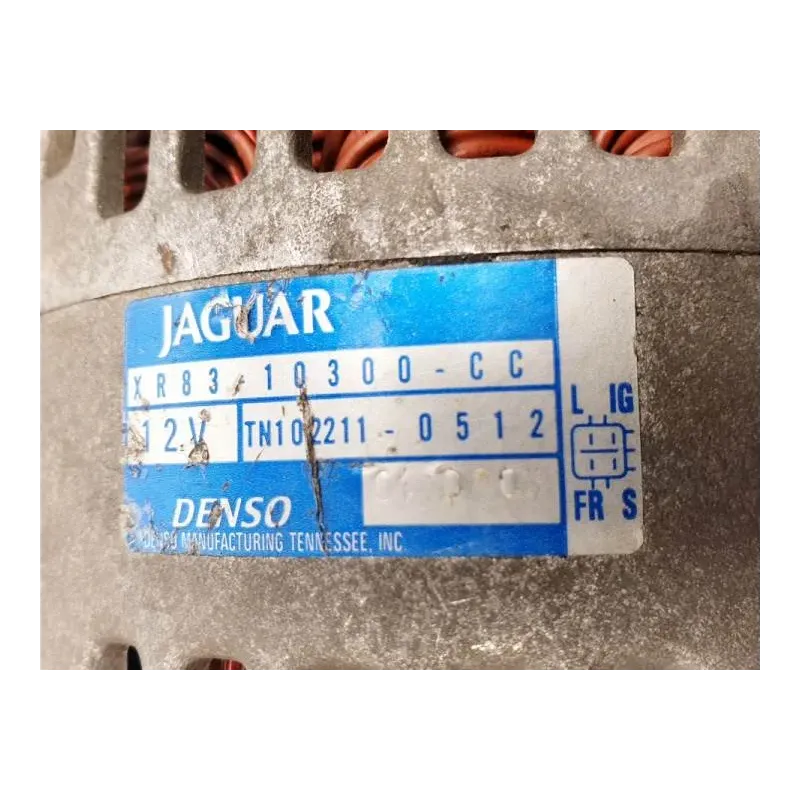 JAGUAR
XR83-10300-CC
12V TN102211-0512
L IG
DENSO
FR S
MANUFACTURING TENNESSEE, INC.